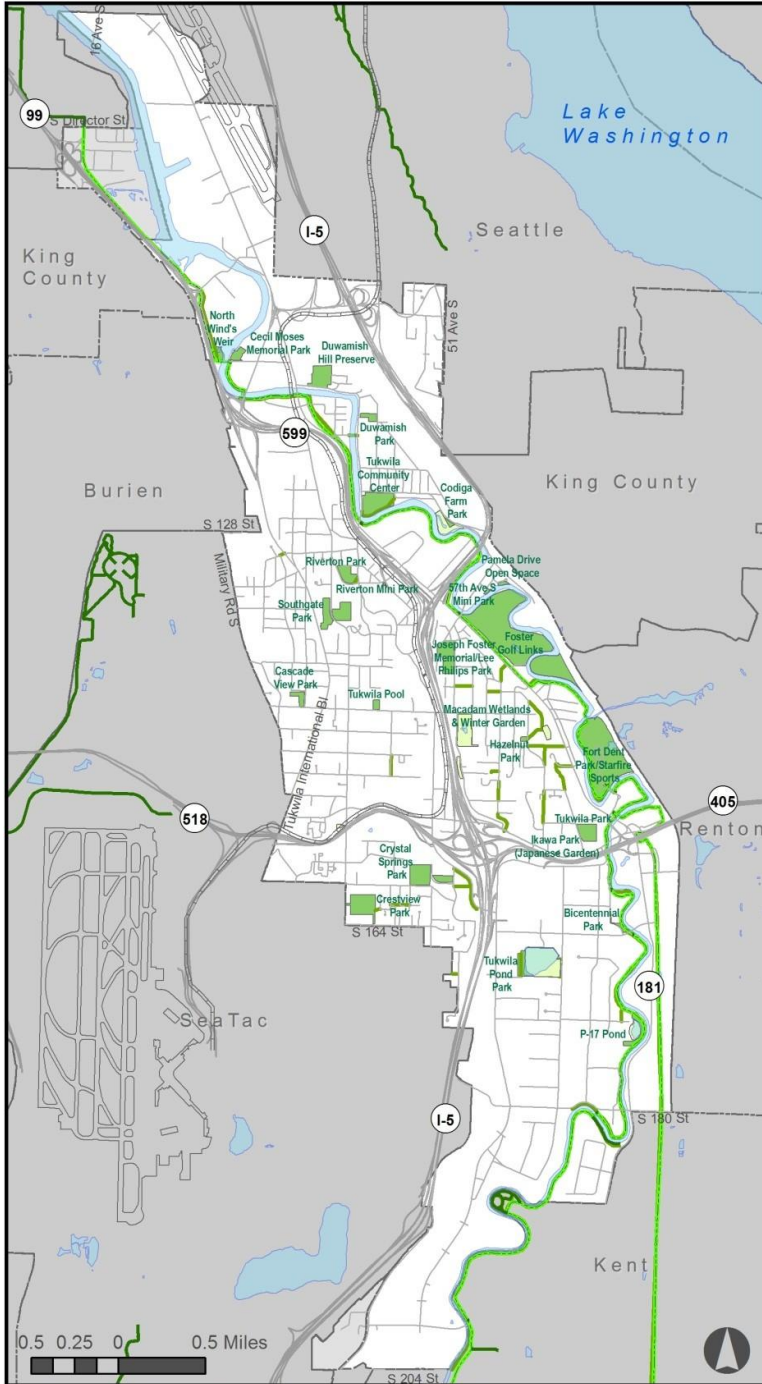 16 Ave S
99
S Director St
Lake
Washington
I-5
Seattle
King
County
51 Ave S
North
Wind's
Weir
Cecil Moses
Memorial Park
Duwamish
Hill Preserve
599
Duwamish
Park
Tukwila
Community
Center
Codiga
Farm
Park
King County
Burien
S 128 St
Military Rd S
Riverton Park
Riverton Mini Park
Pamela Drive
Open Space
57th Ave S
Mini Park
Southgate
Park
Foster
Golf Links
Joseph Foster
Memorial/Lee
Philips Park
Cascade
View Park
Tukwila Pool
Macadam Wetlands
& Winter Garden
Hazelnut
Park
Fort Dent
Park/Starfire
Sports
Tukwila International Bl
518
405
Renton
Tukwila Park
Ikawa Park
(Japanese Garden)
Crystal
Springs
Park
Crestview
Park
S 164 St
Bicentennial
Park
Tukwila
Pond
Park
181
SeaTac
P-17 Pond
I-5
S 180 St
Kent
0.5 0.25 0 0.5 Miles
S 204 St